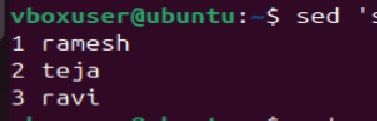 vboxuser@ubuntu:~$ sed '
1 ramesh
2 teja
3 ravi